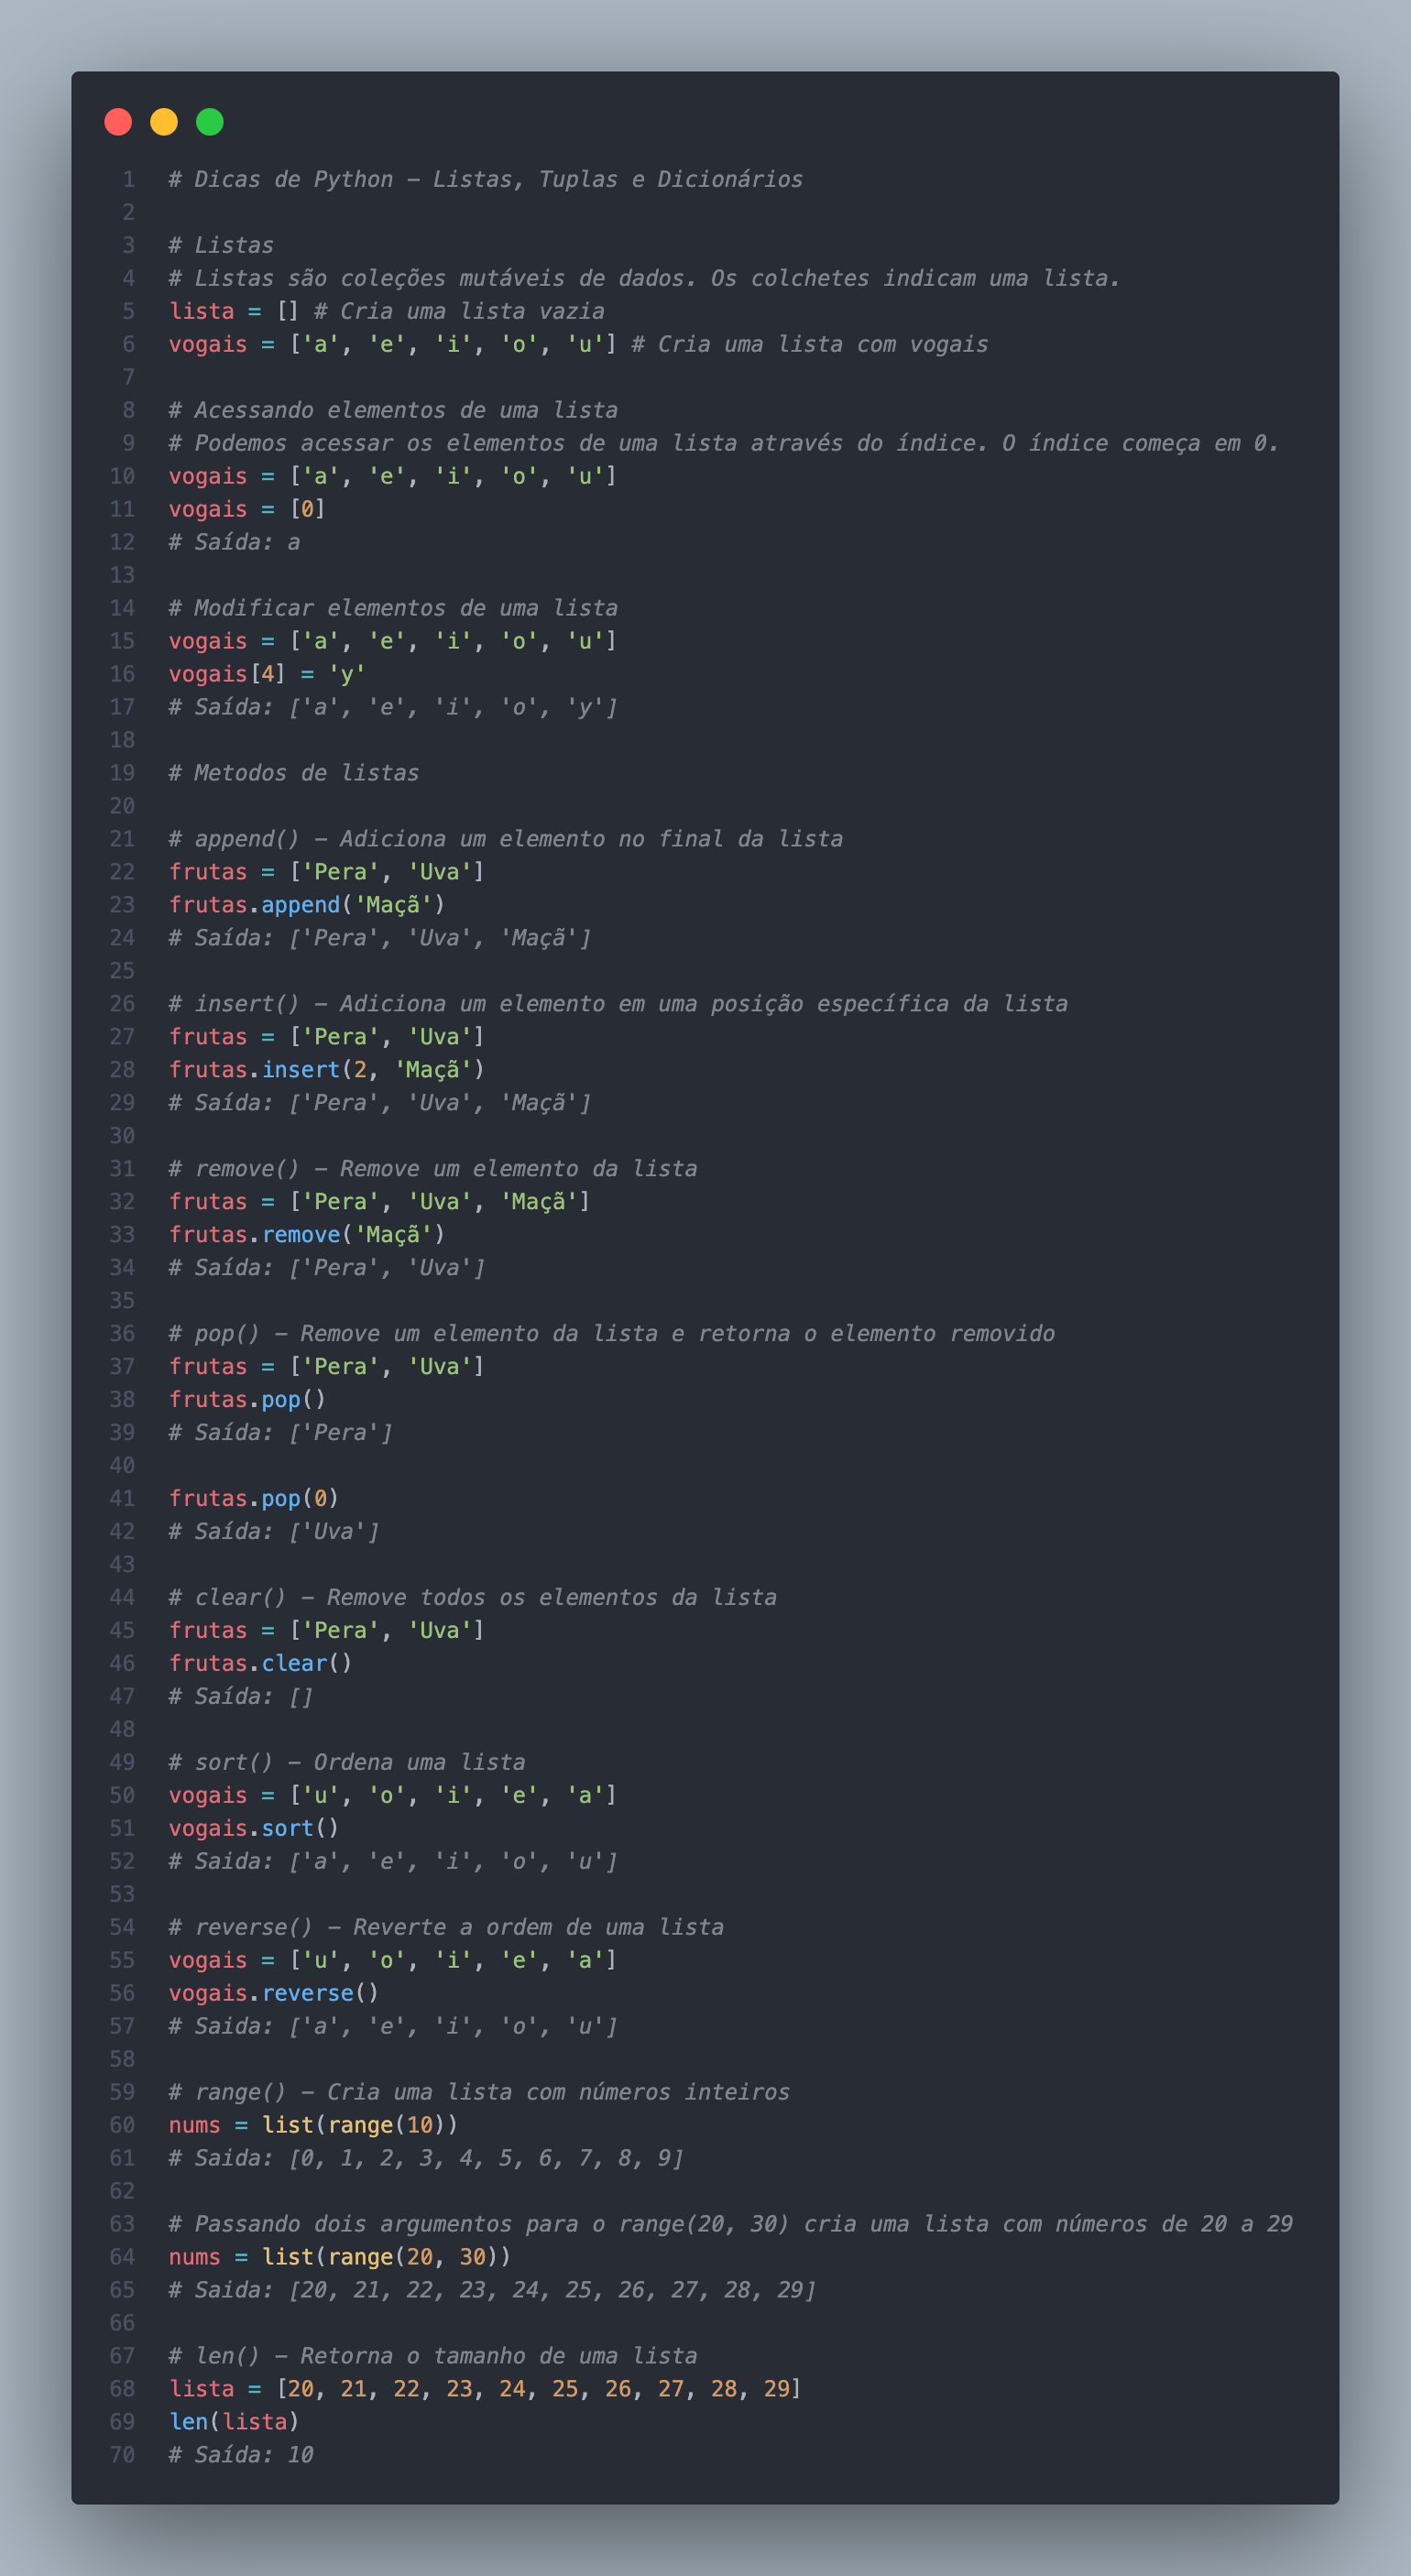 1 # Dicas de Python – Listas, Tuplas e Dicionários
2
3 # Listas
4 # Listas são coleções mutáveis de dados. Os colchetes indicam uma lista.
5 lista = [] # Cria uma lista vazia
6 vogais = ['a', 'e', 'i', 'o', 'u'] # Cria uma lista com vogais
7
8 # Acessando elementos de uma lista
9 # Podemos acessar os elementos de uma lista através do índice. O índice começa em 0.
10 vogais = ['a', 'e', 'i', 'o', 'u']
11 vogais = [0]
12 # Saída: a
13
14 # Modificar elementos de uma lista
15 vogais = ['a', 'e', 'i', 'o', 'u']
16 vogais[4] = 'y'
17 # Saída: ['a', 'e', 'i', 'o', 'y']
18
19 # Metodos de listas
20
21 # append() – Adiciona um elemento no final da lista
22 frutas = ['Pera', 'Uva']
23 frutas.append('Maçã')
24 # Saída: ['Pera', 'Uva', 'Maçã']
25
26 # insert() – Adiciona um elemento em uma posição específica da lista
27 frutas = ['Pera', 'Uva']
28 frutas.insert(2, 'Maçã')
29 # Saída: ['Pera', 'Uva', 'Maçã']
30
31 # remove() – Remove um elemento da lista
32 frutas = ['Pera', 'Uva', 'Maçã']
33 frutas.remove('Maçã')
34 # Saída: ['Pera', 'Uva']
35
36 # pop() – Remove um elemento da lista e retorna o elemento removido
37 frutas = ['Pera', 'Uva']
38 frutas.pop()
39 # Saída: ['Pera']
40
41 frutas.pop(0)
42 # Saída: ['Uva']
43
44 # clear() – Remove todos os elementos da lista
45 frutas = ['Pera', 'Uva']
46 frutas.clear()
47 # Saída: []
48
49 # sort() – Ordena uma lista
50 vogais = ['u', 'o', 'i', 'e', 'a']
51 vogais.sort()
52 # Saida: ['a', 'e', 'i', 'o', 'u']
53
54 # reverse() – Reverte a ordem de uma lista
55 vogais = ['u', 'o', 'i', 'e', 'a']
56 vogais.reverse()
57 # Saida: ['a', 'e', 'i', 'o', 'u']
58
59 # range() – Cria uma lista com números inteiros
60 nums = list(range(10))
61 # Saida: [0, 1, 2, 3, 4, 5, 6, 7, 8, 9]
62
63 # Passando dois argumentos para o range(20, 30) cria uma lista com números de 20 a 29
64 nums = list(range(20, 30))
65 # Saida: [20, 21, 22, 23, 24, 25, 26, 27, 28, 29]
66
67 # len() – Retorna o tamanho de uma lista
68 lista = [20, 21, 22, 23, 24, 25, 26, 27, 28, 29]
69 len(lista)
70 # Saída: 10